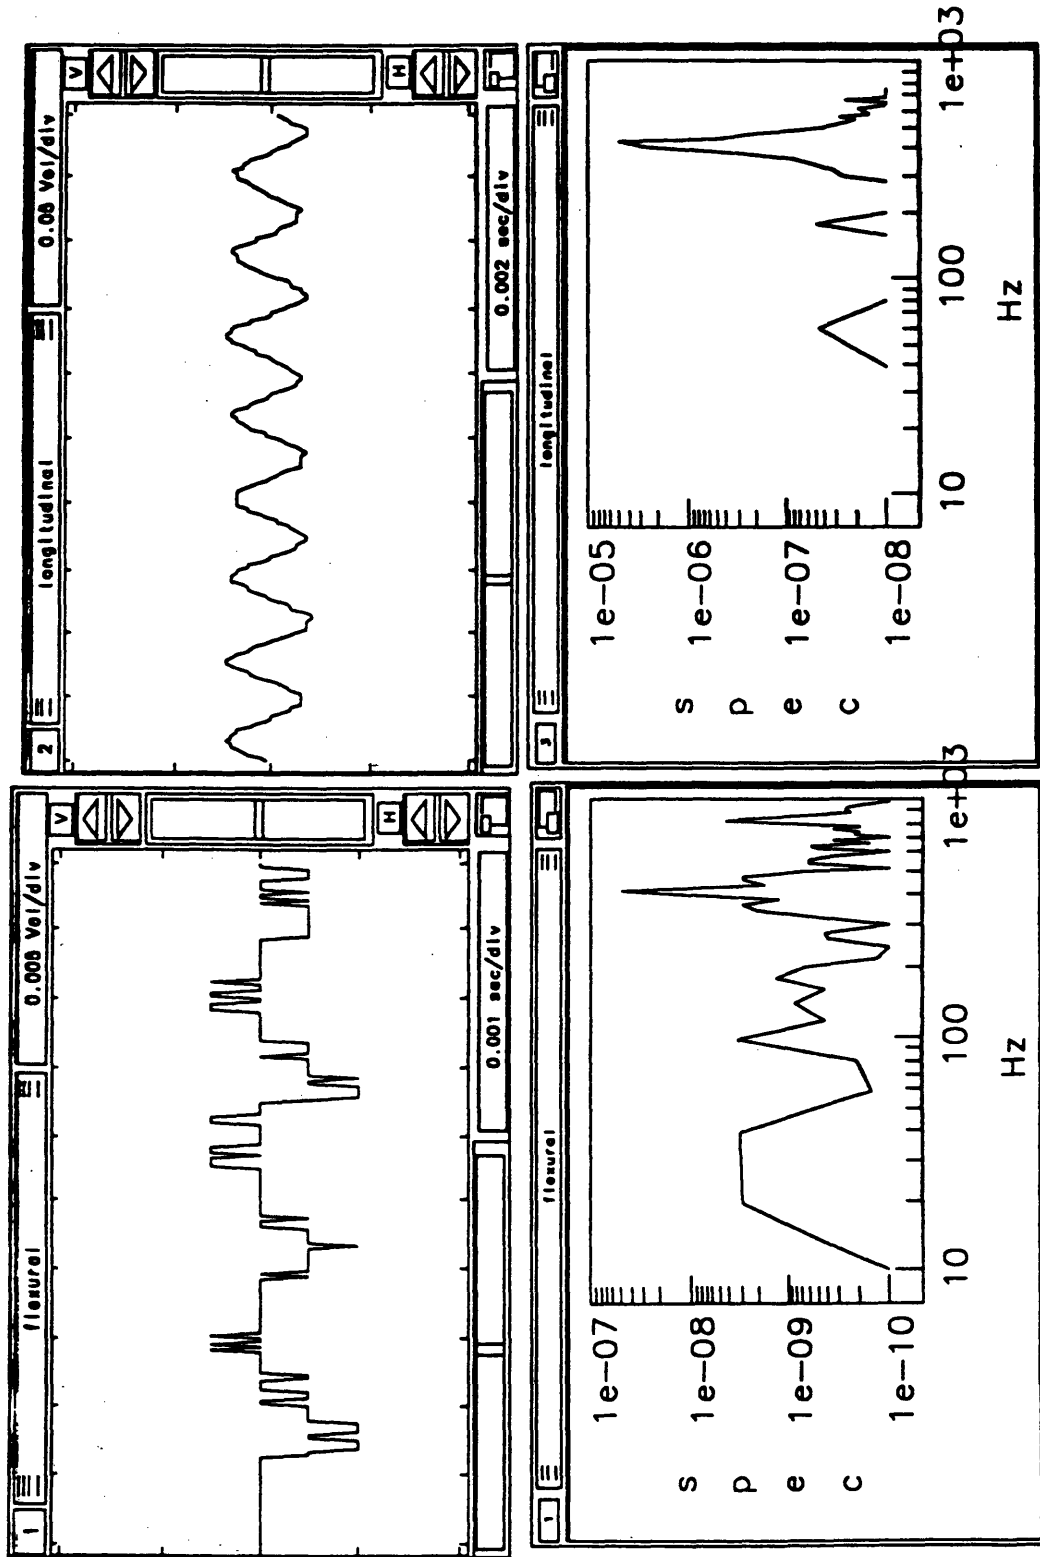 1 flexural 0.005 Vol/div
V
H
0.001 sec/div
2 longitudinal 0.05 Vol/div
V
H
0.002 sec/div
1 flexural
1e-07
1e-08
1e-09
1e-10
s
p
e
c
10 100 1e+03
Hz
3 longitudinal
1e-05
1e-06
1e-07
1e-08
s
p
e
c
10 100 1e+03
Hz